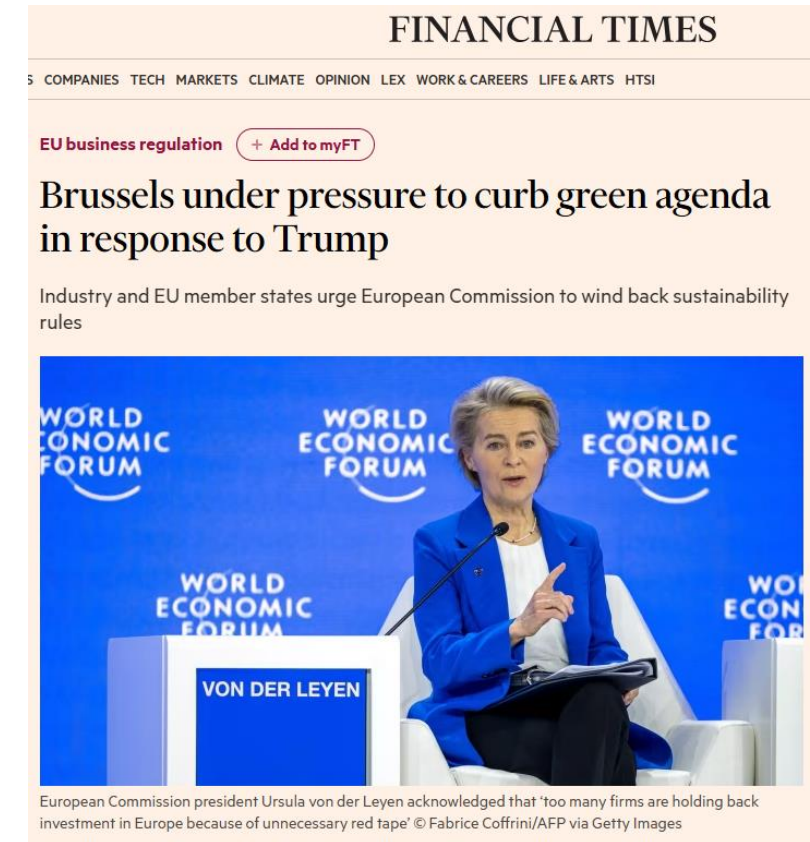 FINANCIAL TIMES
S COMPANIES TECH MARKETS CLIMATE OPINION LEX WORK & CAREERS LIFE & ARTS HTSI
EU business regulation + Add to myFT
Brussels under pressure to curb green agenda
in response to Trump
Industry and EU member states urge European Commission to wind back sustainability
rules
WORLD
ECONOMIC
FORUM
WORLD
ECONOMIC
FORUM
WORLD
ECONOMIC
FORUM
WORLD
ECONOMIC
FORUM
WOR
ECON
FOR
VON DER LEYEN
European Commission president Ursula von der Leyen acknowledged that ‘too many firms are holding back
investment in Europe because of unnecessary red tape’ © Fabrice Coffrini/AFP via Getty Images